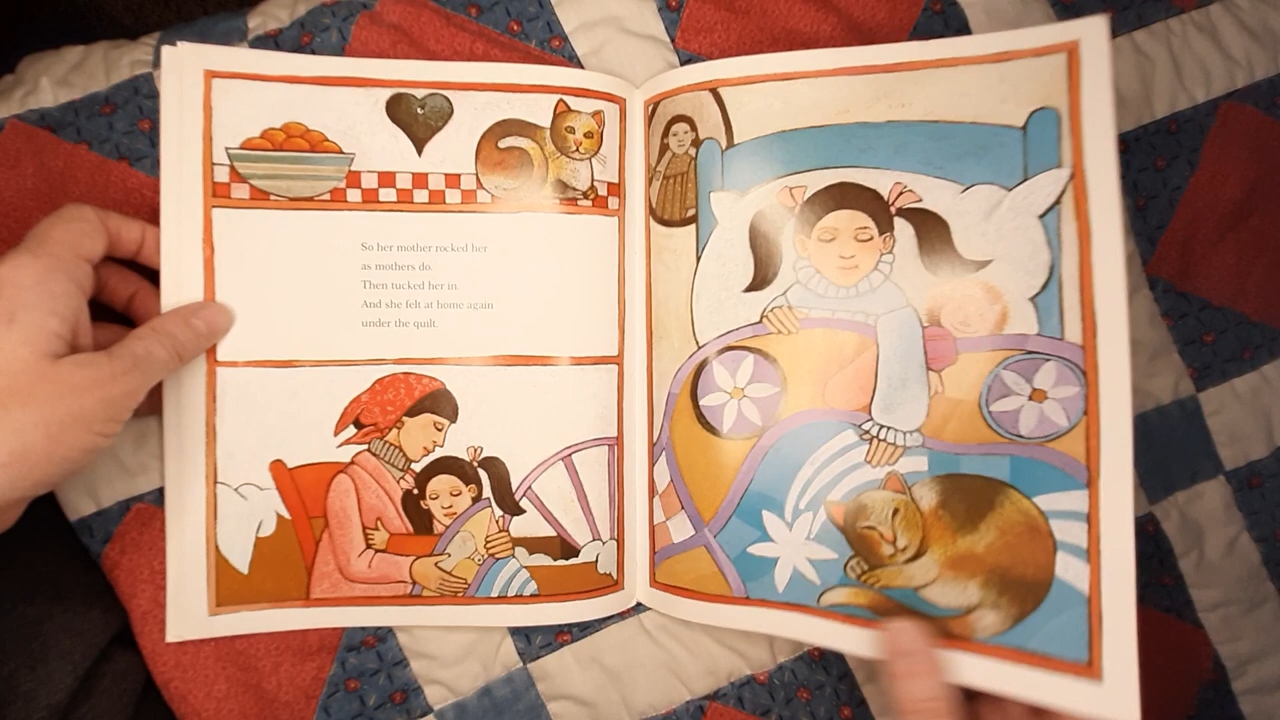 So her mother rocked her
as mothers do.
Then tucked her in.
And she felt at home again
under the quilt.